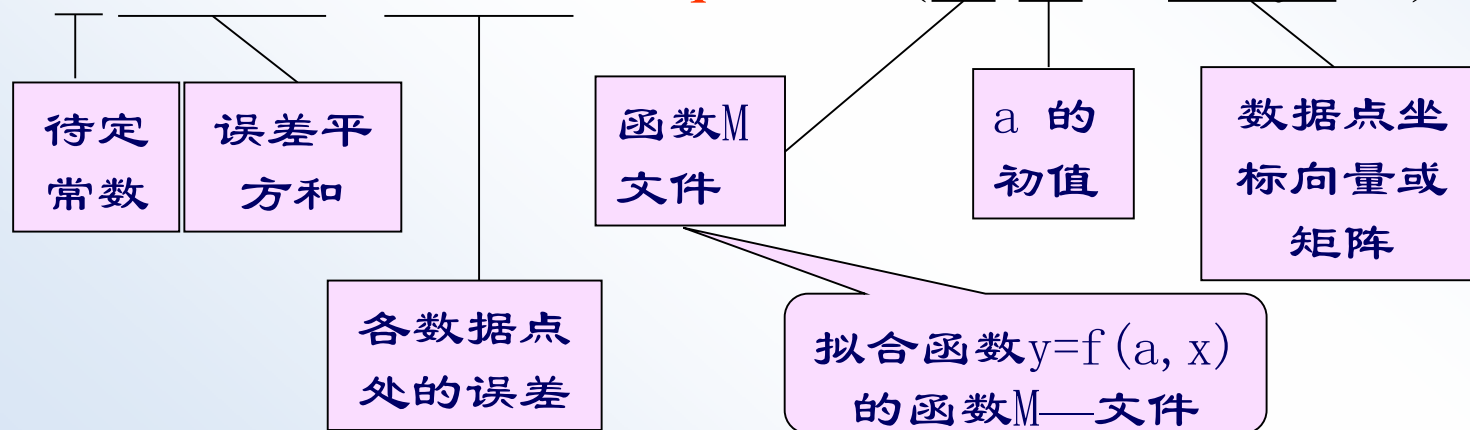 待定
常数
误差平
方和
函数M
文件
a 的
初值
数据点坐
标向量或
矩阵
各数据点
处的误差
拟合函数y=f(a,x)
的函数M—文件